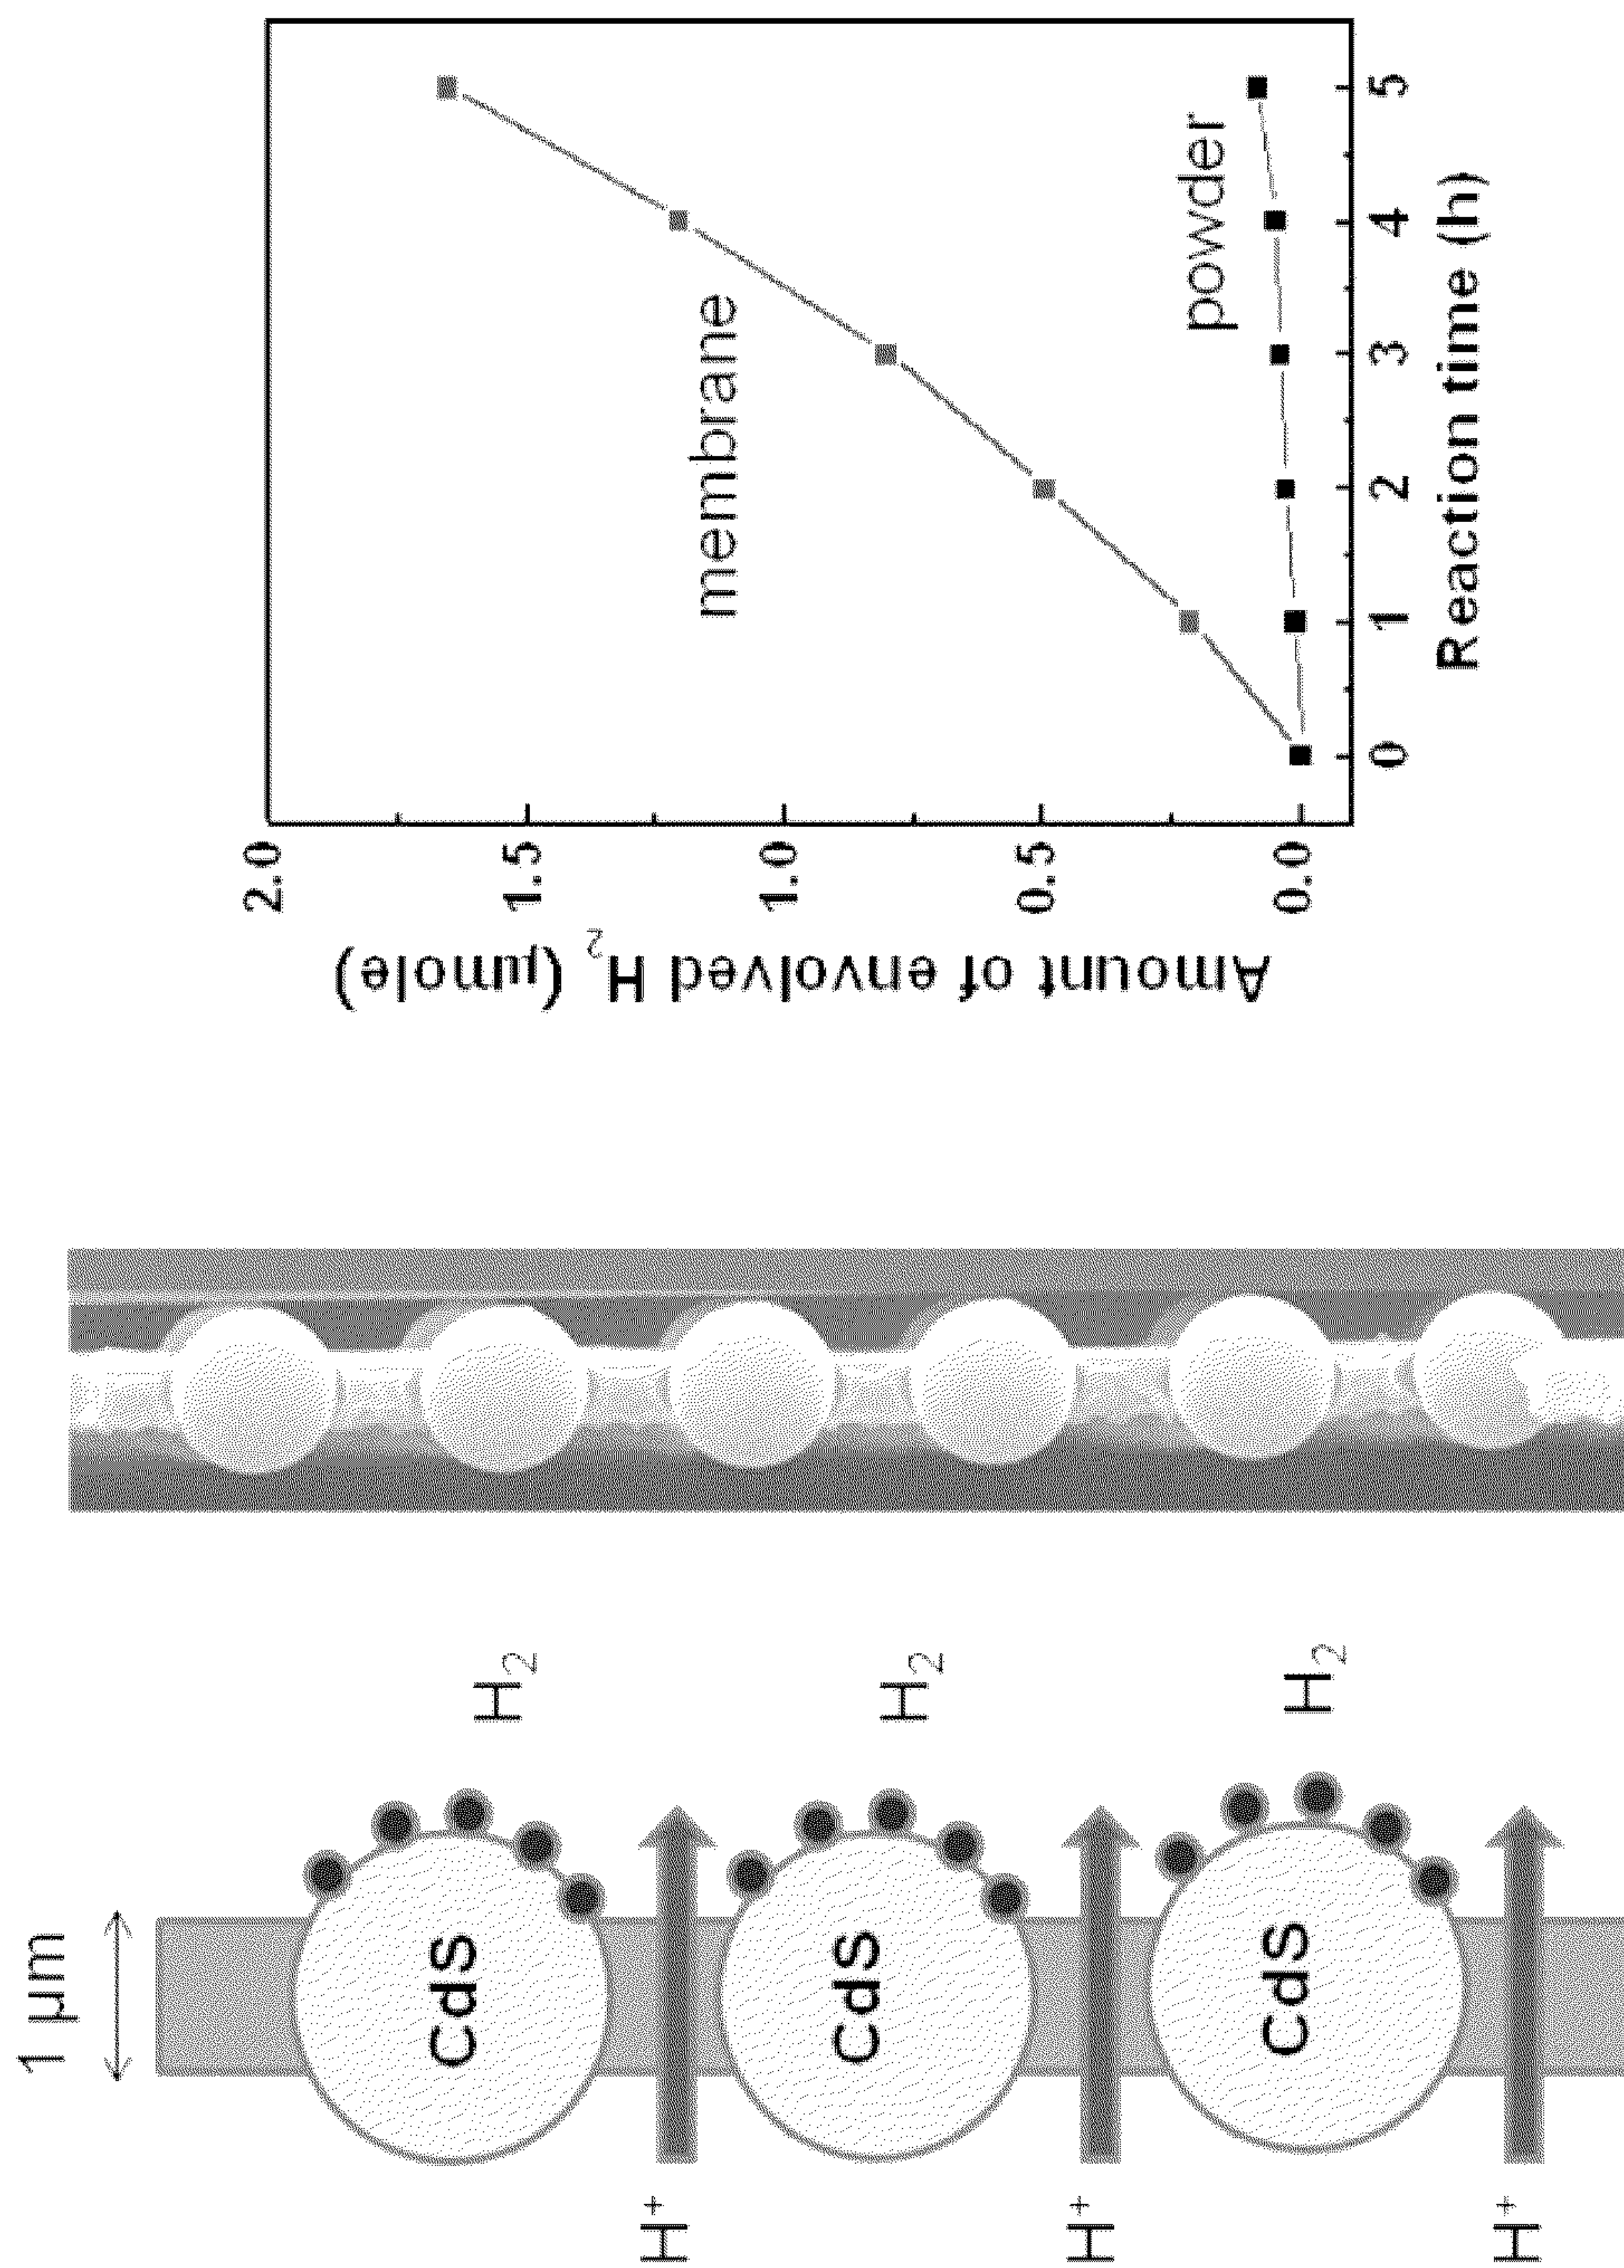 1 µm
CdS
CdS
CdS
H⁺
H⁺
H⁺
H₂
H₂
H₂
Amount of envolved H₂ (µmole)
2.0
1.5
1.0
0.5
0.0
membrane
powder
0 1 2 3 4 5
Reaction time (h)